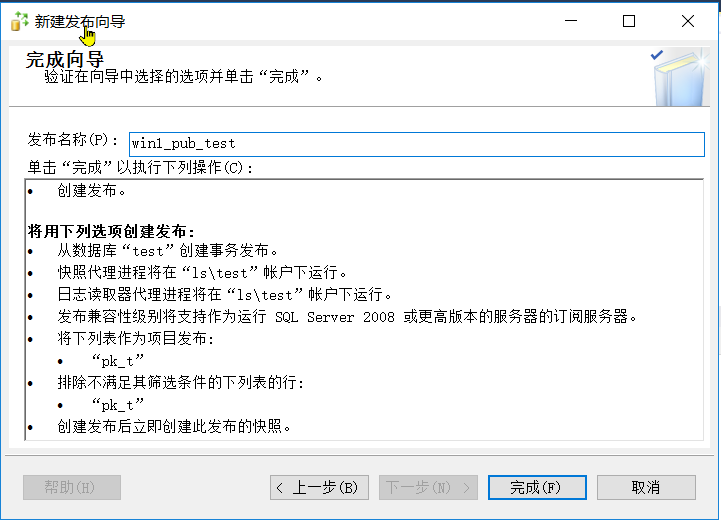 新建发布向导
完成向导
验证在向导中选择的选项并单击“完成”。
发布名称(P): win1_pub_test
单击“完成”以执行下列操作(C):
• 创建发布。
将用下列选项创建发布:
• 从数据库“test”创建事务发布。
• 快照代理进程将在“ls\test”帐户下运行。
• 日志读取器代理进程将在“ls\test”帐户下运行。
• 发布兼容性级别将支持作为运行 SQL Server 2008 或更高版本的服务器的订阅服务器。
• 将下列表作为项目发布:
• “pk_t”
• 排除不满足其筛选条件的下列表的行:
• “pk_t”
• 创建发布后立即创建此发布的快照。
帮助(H) < 上一步(B) 下一步(N) > 完成(F) 取消